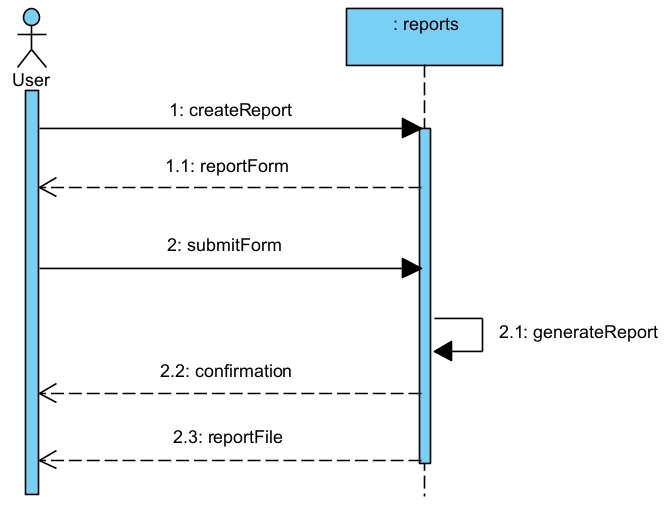 : reports
User
1: createReport
1.1: reportForm
2: submitForm
2.1: generateReport
2.2: confirmation
2.3: reportFile